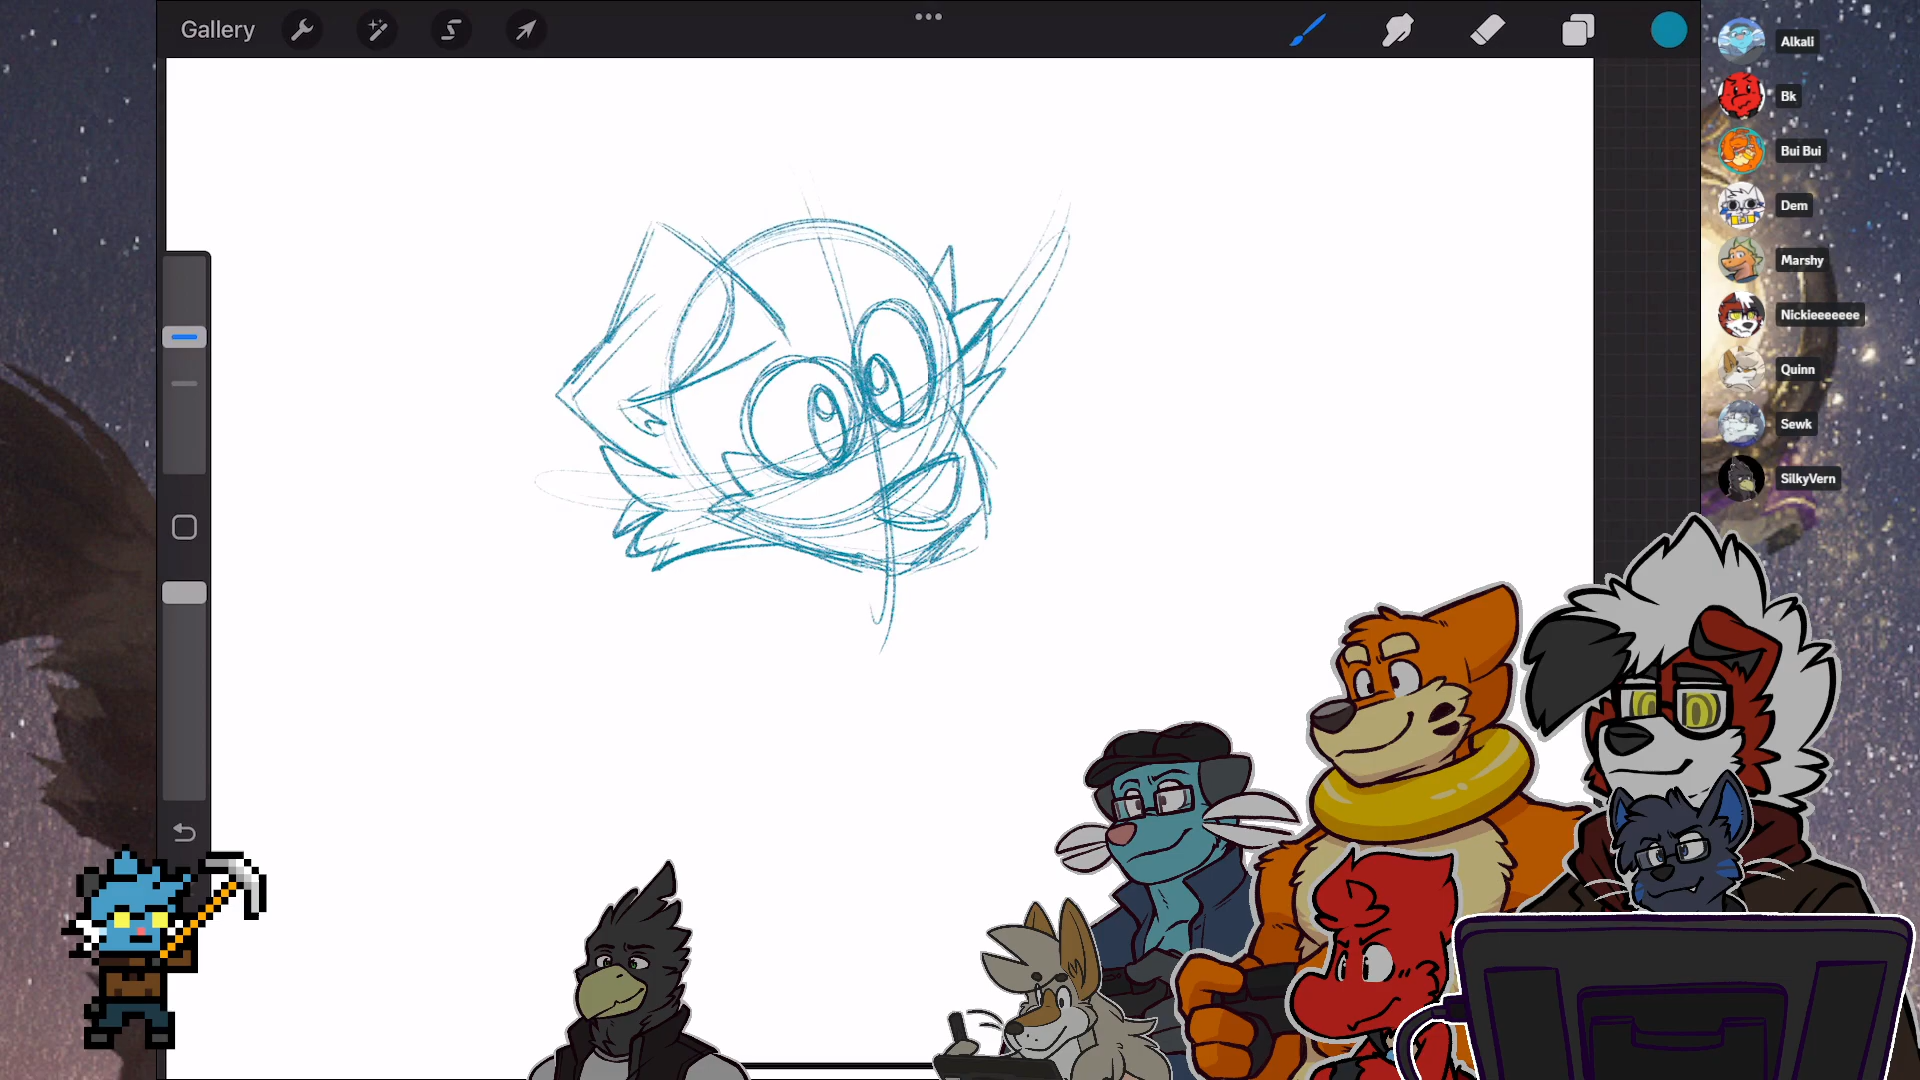 Gallery
Alkali
Bk
Bui Bui
Dem
Marshy
Nickieeeeeee
Quinn
Sewk
SilkyVern